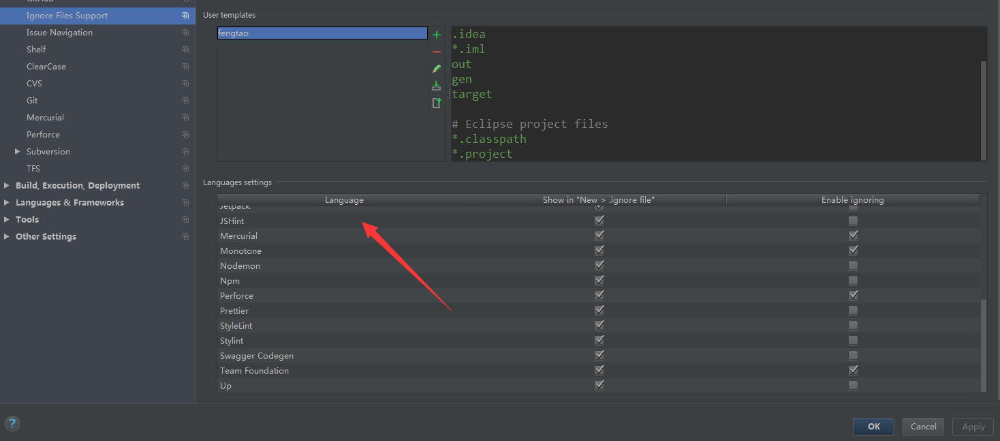 GitHub
Ignore Files Support
Issue Navigation
Shelf
ClearCase
CVS
Git
Mercurial
Perforce
Subversion
TFS
Build, Execution, Deployment
Languages & Frameworks
Tools
Other Settings
User templates
fengtao
.idea
*.iml
out
gen
target
# Eclipse project files
*.classpath
*.project
Languages settings
Language Show in "New > .ignore file" Enable ignoring
Jetpack
JSHint
Mercurial
Monotone
Nodemon
Npm
Perforce
Prettier
StyleLint
Stylint
Swagger Codegen
Team Foundation
Up
?
OK Cancel Apply